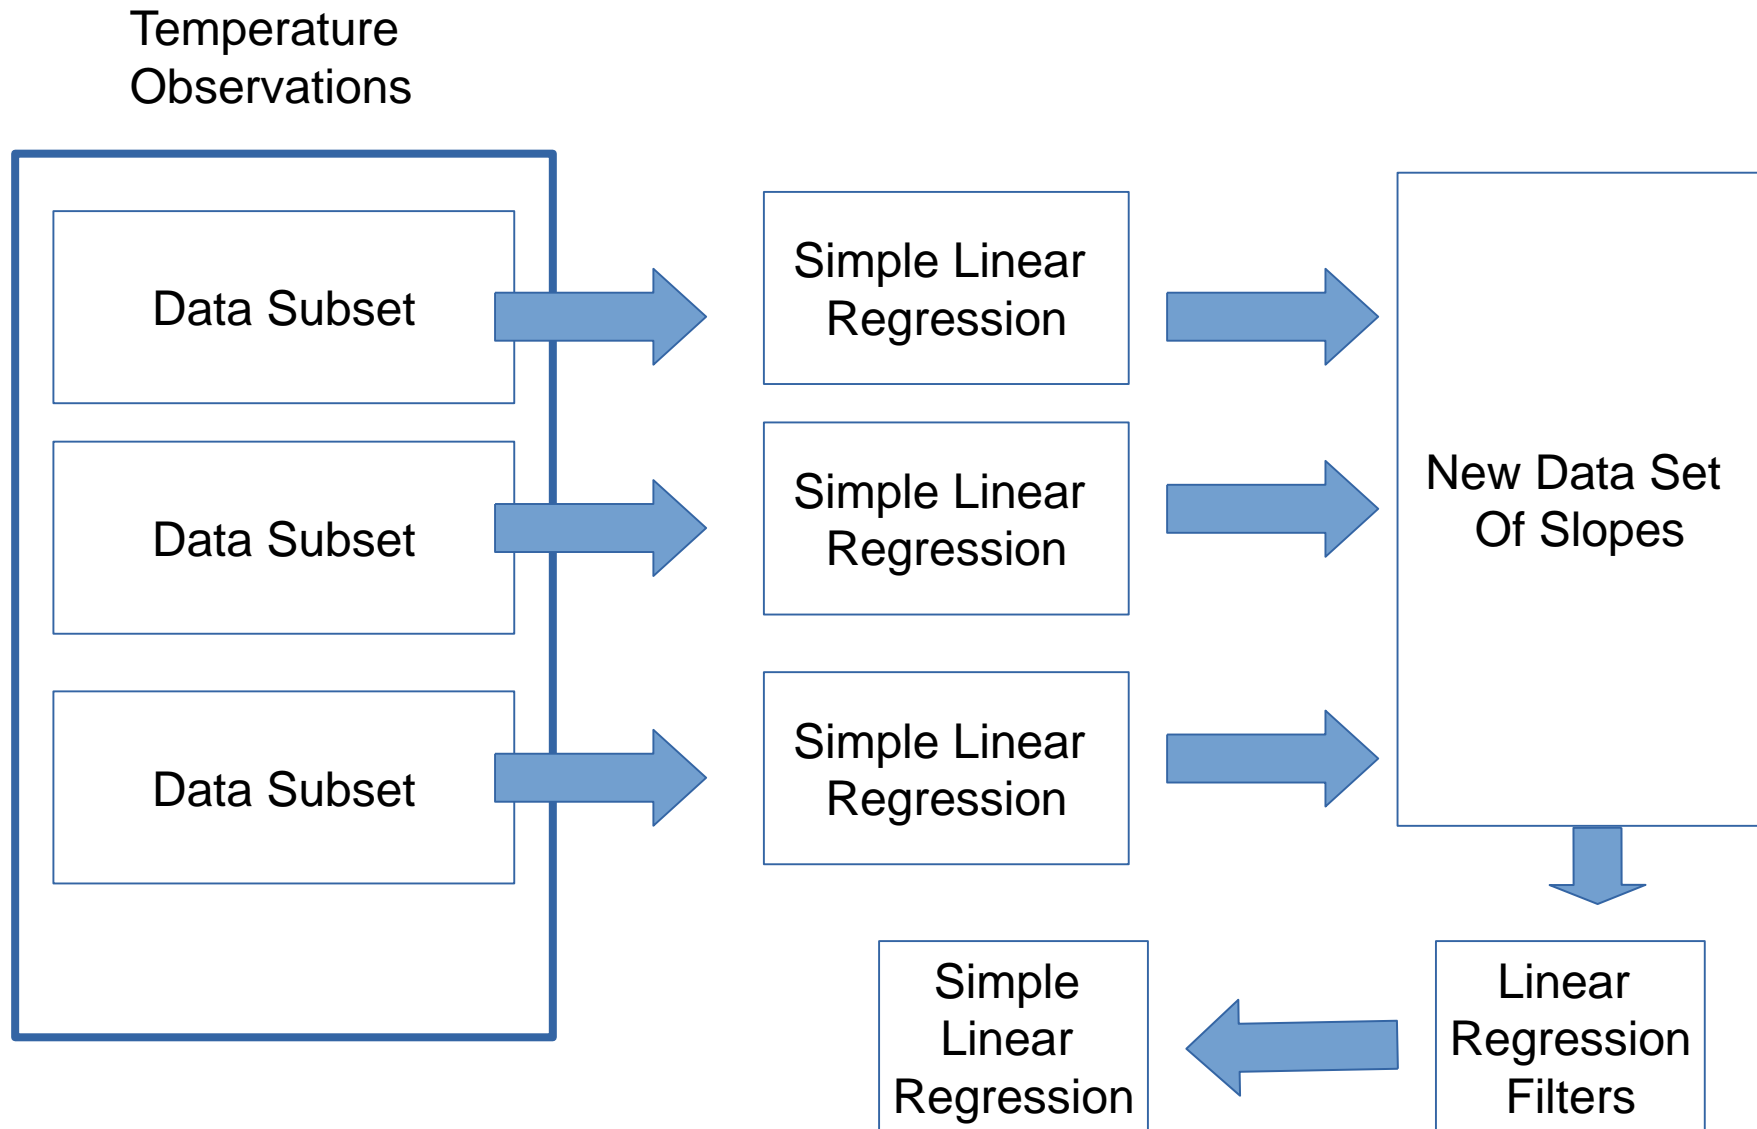 Temperature
Observations
Data Subset
Simple Linear
Regression
Data Subset
Simple Linear
Regression
New Data Set
Of Slopes
Data Subset
Simple Linear
Regression
Simple
Linear
Regression
Linear
Regression
Filters